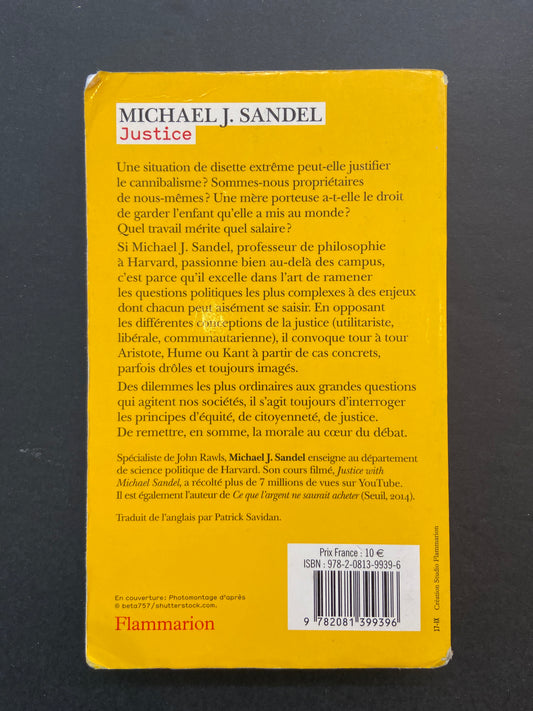 MICHAEL J. SANDEL
Justice
Une situation de disette extrême peut-elle justifier
le cannibalisme ? Sommes-nous propriétaires
de nous-mêmes ? Une mère porteuse a-t-elle le droit
de garder l'enfant qu'elle a mis au monde ?
Quel travail mérite quel salaire ?
Si Michael J. Sandel, professeur de philosophie
à Harvard, passionne bien au-delà des campus,
c'est parce qu'il excelle dans l'art de ramener
les questions politiques les plus complexes à des enjeux
dont chacun peut aisément se saisir. En opposant
les différentes conceptions de la justice (utilitariste,
libérale, communautarienne), il convoque tour à tour
Aristote, Hume ou Kant à partir de cas concrets,
parfois drôles et toujours imagés.
Des dilemmes les plus ordinaires aux grandes questions
qui agitent nos sociétés, il s'agit toujours d'interroger
les principes d'équité, de citoyenneté, de justice.
De remettre, en somme, la morale au cœur du débat.
Spécialiste de John Rawls, Michael J. Sandel enseigne au département
de science politique de Harvard. Son cours filmé, Justice with
Michael Sandel, a récolté plus de 7 millions de vues sur YouTube.
Il est également l'auteur de Ce que l'argent ne saurait acheter (Seuil, 2014).
Traduit de l'anglais par Patrick Savidan.
Prix France : 10 €
ISBN : 978-2-0813-9939-6
9 782081 399396
17-IX Création Studio Flammarion
En couverture: Photomontage d'après
© beta757/shutterstock.com.
Flammarion